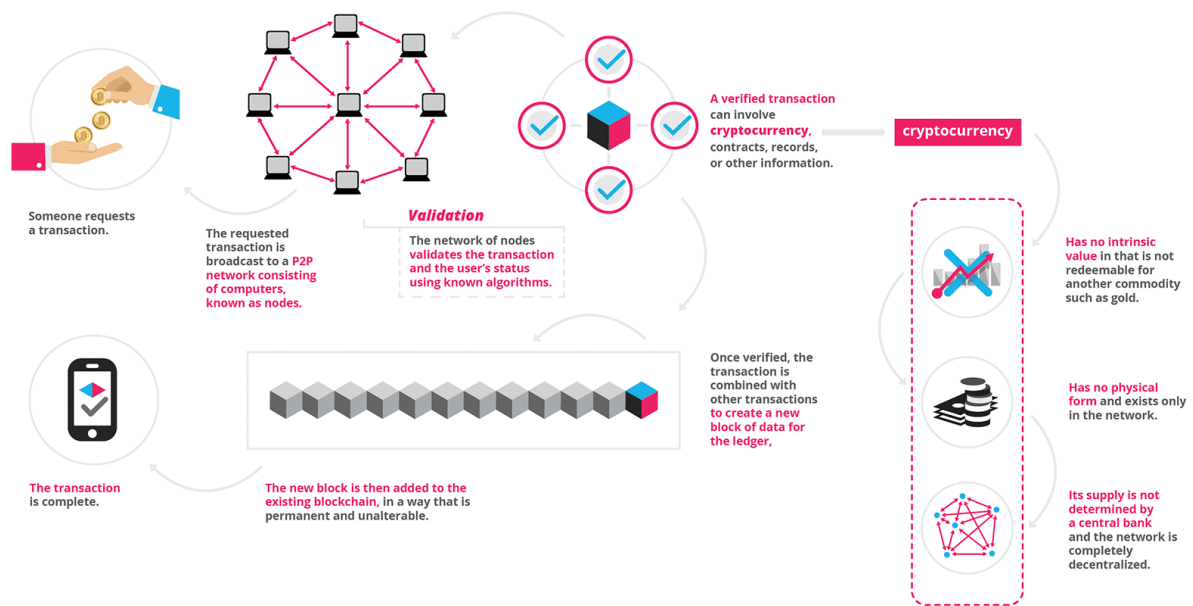 Someone requests
a transaction.
The requested
transaction is
broadcast to a P2P
network consisting
of computers,
known as nodes.
Validation
The network of nodes
validates the transaction
and the user's status
using known algorithms.
A verified transaction
can involve
cryptocurrency,
contracts, records,
or other information.
cryptocurrency
Has no intrinsic
value in that is not
redeemable for
another commodity
such as gold.
Has no physical
form and exists only
in the network.
Its supply is not
determined by
a central bank
and the network is
completely
decentralized.
Once verified, the
transaction is
combined with
other transactions
to create a new
block of data for
the ledger,
The new block is then added to the
existing blockchain, in a way that is
permanent and unalterable.
The transaction
is complete.